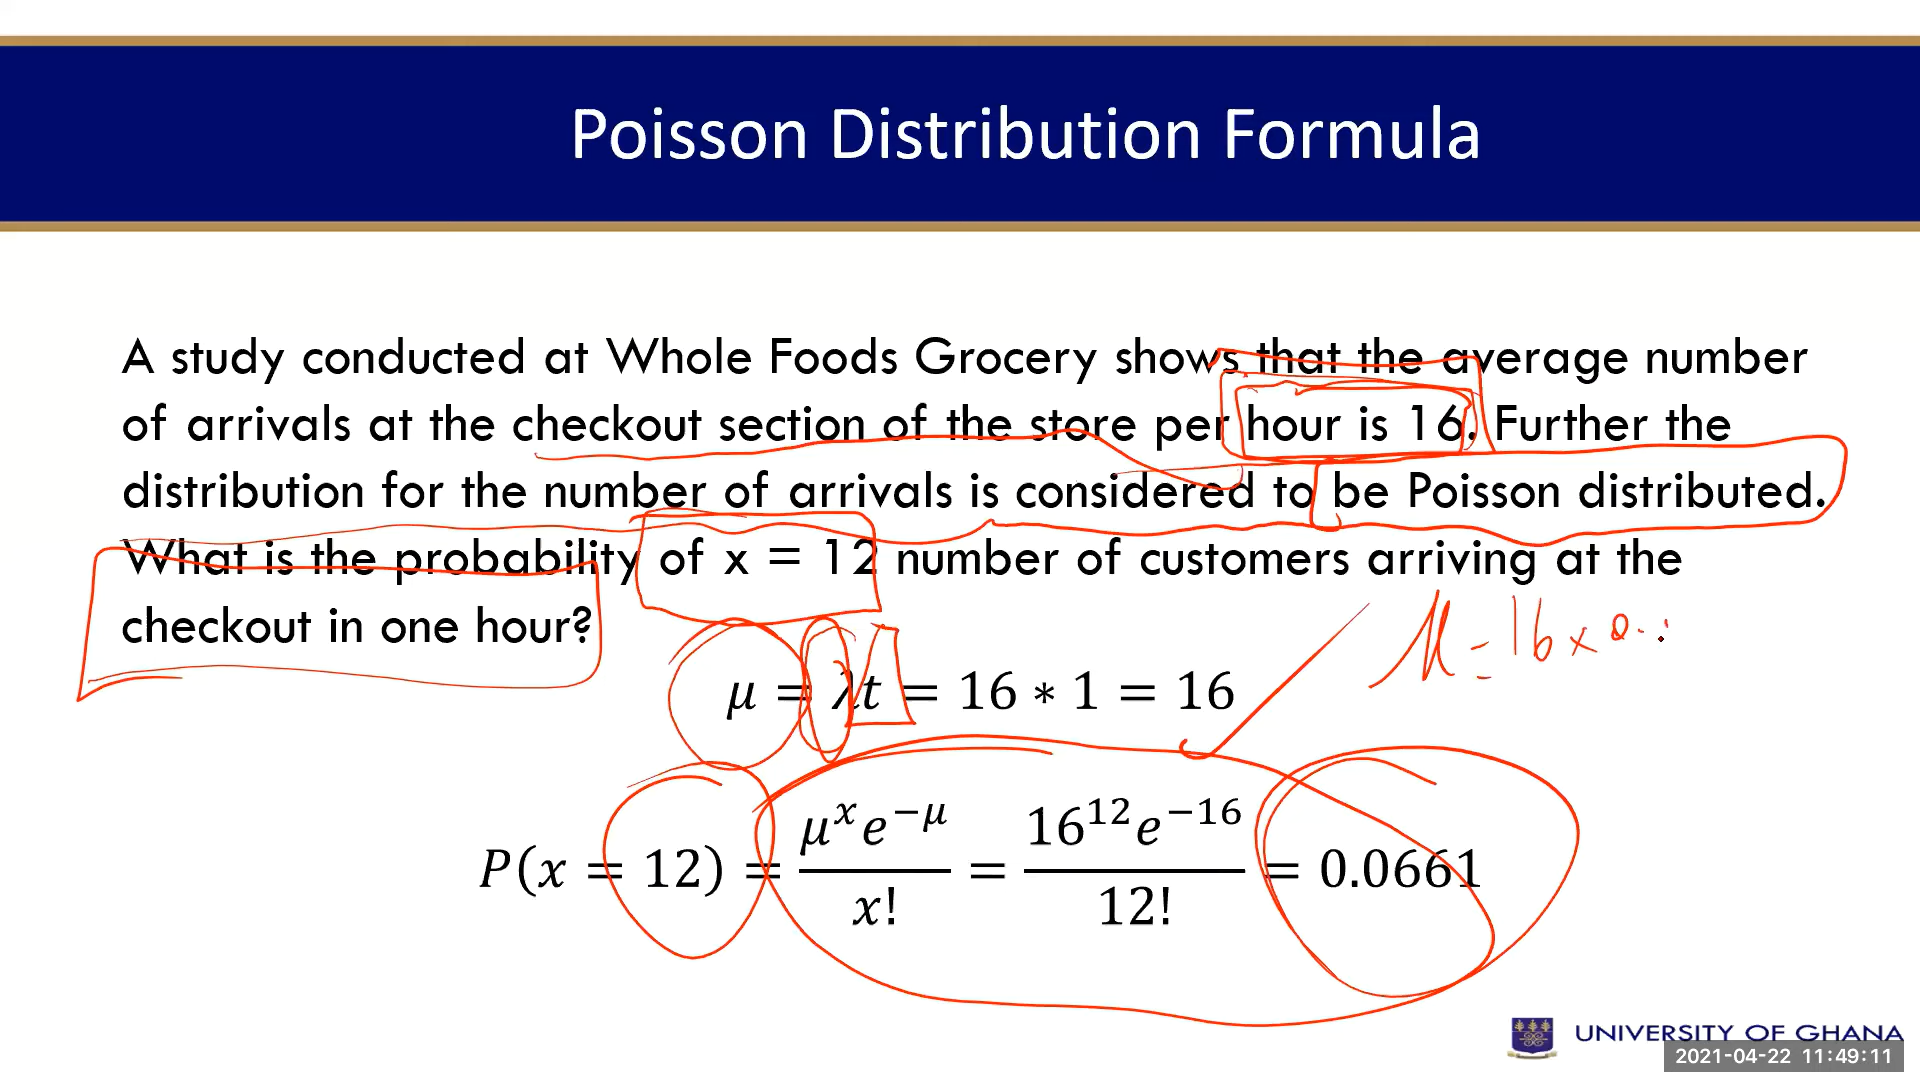 Poisson Distribution Formula
A study conducted at Whole Foods Grocery shows that the average number
of arrivals at the checkout section of the store per hour is 16. Further the
distribution for the number of arrivals is considered to be Poisson distributed.
What is the probability of x = 12 number of customers arriving at the
checkout in one hour?
μ = 16 × 0.
μ = λt = 16 ∗ 1 = 16
P(x = 12) = μˣe⁻μ / x! = 16¹²e⁻¹⁶ / 12! = 0.0661
UNIVERSITY OF GHANA
2021-04-22 11:49:11